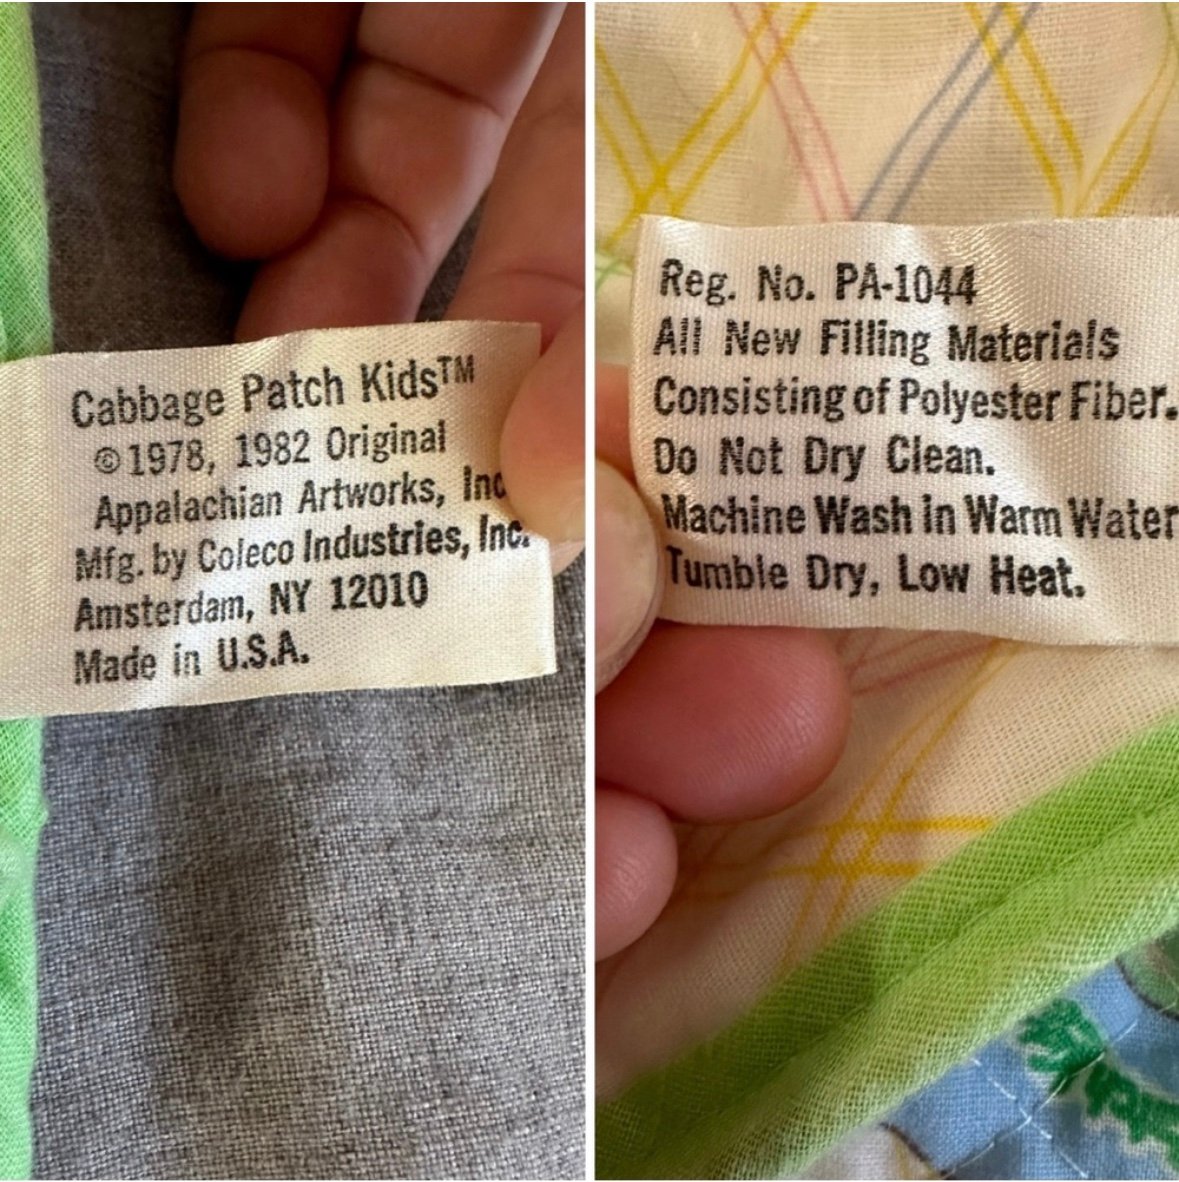 Cabbage Patch Kids™
©1978, 1982 Original
Appalachian Artworks, Inc
Mfg. by Coleco Industries, Inc.
Amsterdam, NY 12010
Made in U.S.A.
Reg. No. PA-1044
All New Filling Materials
Consisting of Polyester Fiber.
Do Not Dry Clean.
Machine Wash in Warm Water
Tumble Dry, Low Heat.